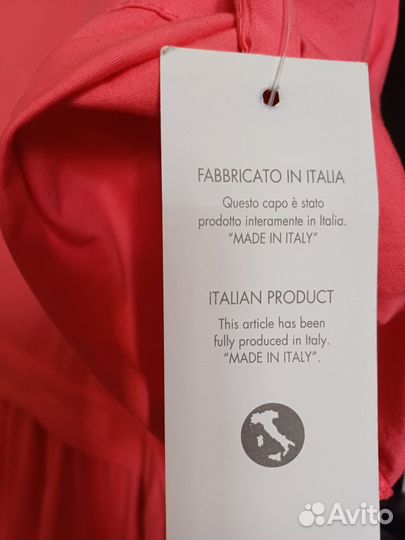 FABBRICATO IN ITALIA
Questo capo è stato
prodotto interamente in Italia.
“MADE IN ITALY”
ITALIAN PRODUCT
This article has been
fully produced in Italy.
“MADE IN ITALY”.
Avito